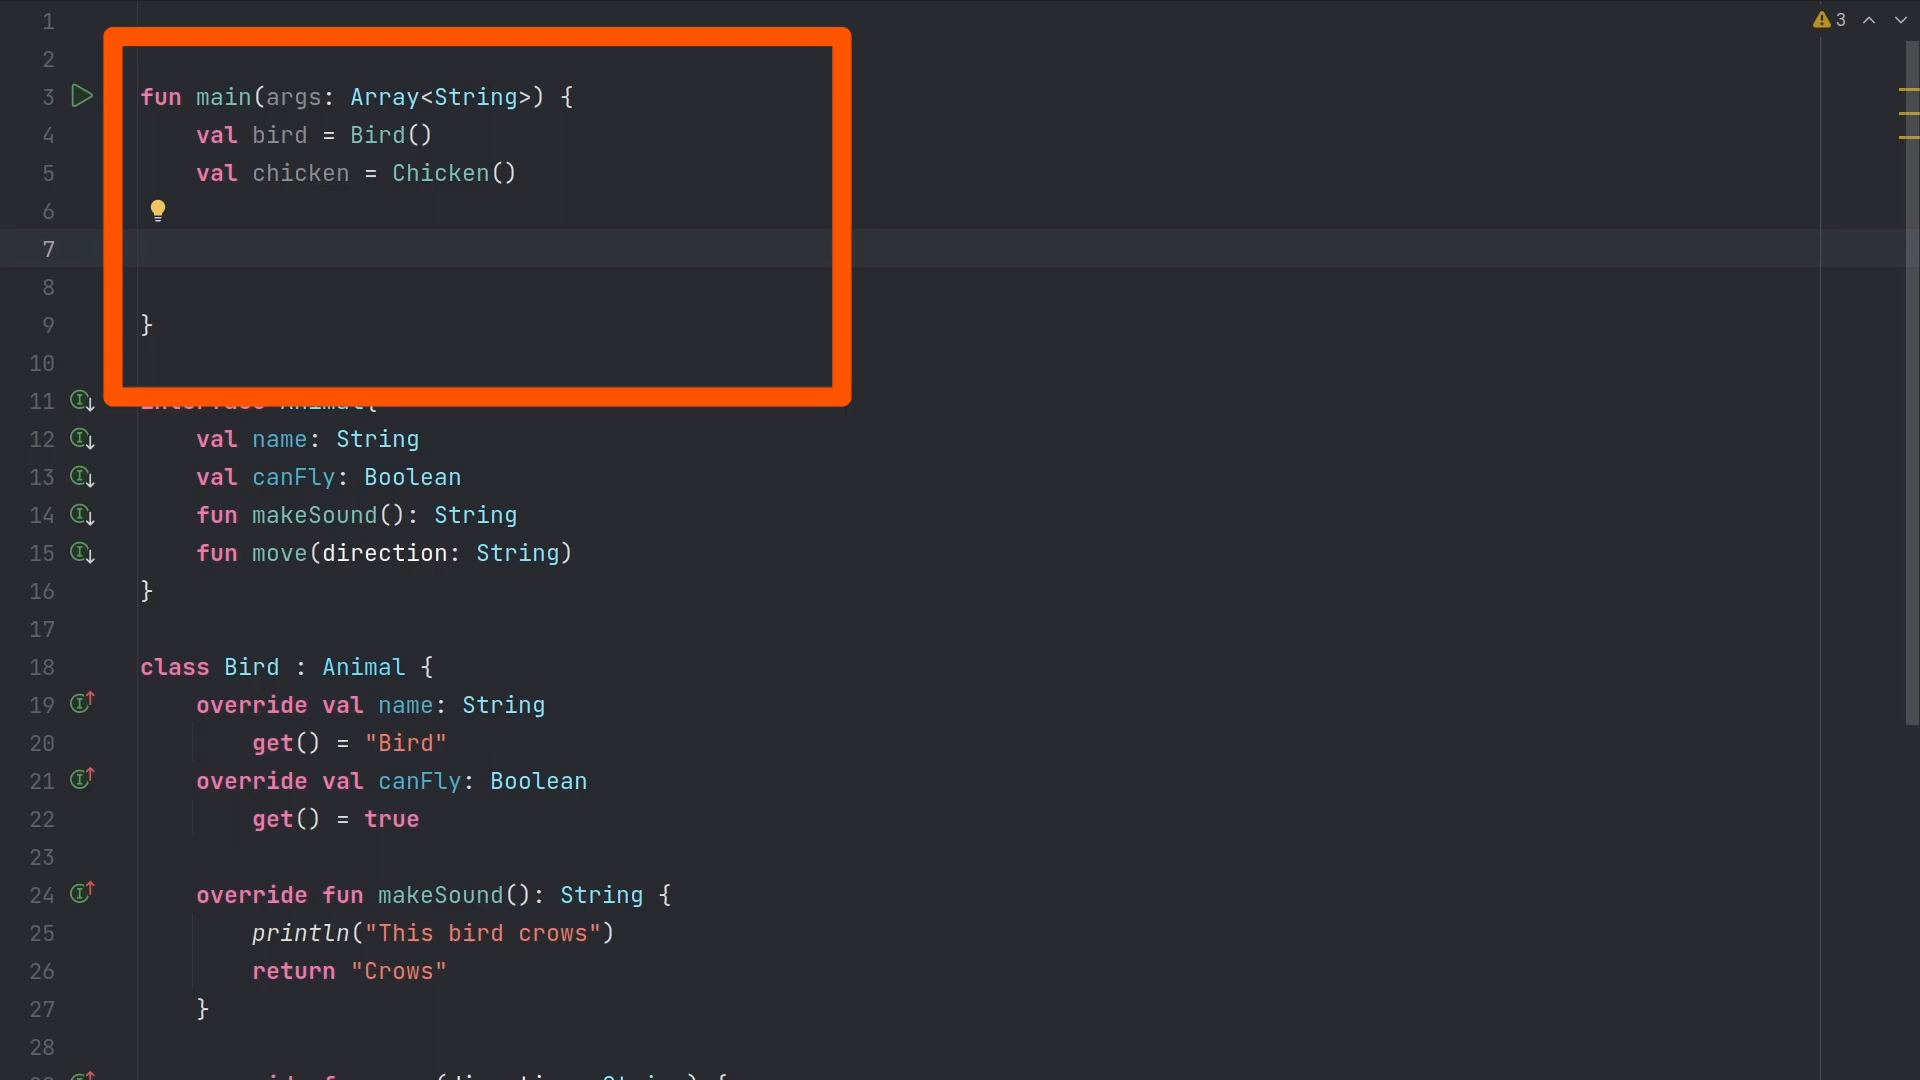 1
2
3 fun main(args: Array<String>) {
4 val bird = Bird()
5 val chicken = Chicken()
6
7
8
9 }
10
11 interface Animal{
12 val name: String
13 val canFly: Boolean
14 fun makeSound(): String
15 fun move(direction: String)
16 }
17
18 class Bird : Animal {
19 override val name: String
20 get() = "Bird"
21 override val canFly: Boolean
22 get() = true
23
24 override fun makeSound(): String {
25 println("This bird crows")
26 return "Crows"
27 }
28
3